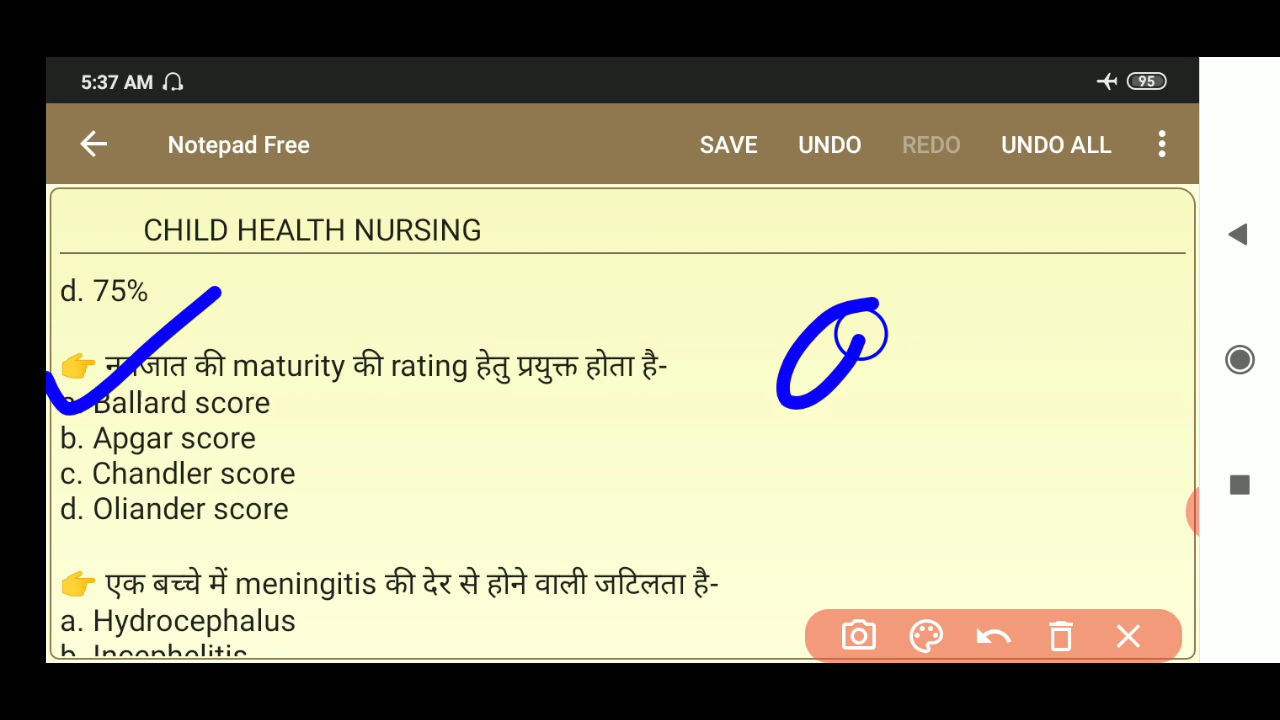 5:37 AM 95
Notepad Free SAVE UNDO REDO UNDO ALL
CHILD HEALTH NURSING
d. 75%
👉 नवजात की maturity की rating हेतु प्रयुक्त होता है-
a. Ballard score
b. Apgar score
c. Chandler score
d. Oliander score
👉 एक बच्चे में meningitis की देर से होने वाली जटिलता है-
a. Hydrocephalus
b. Incephelitis